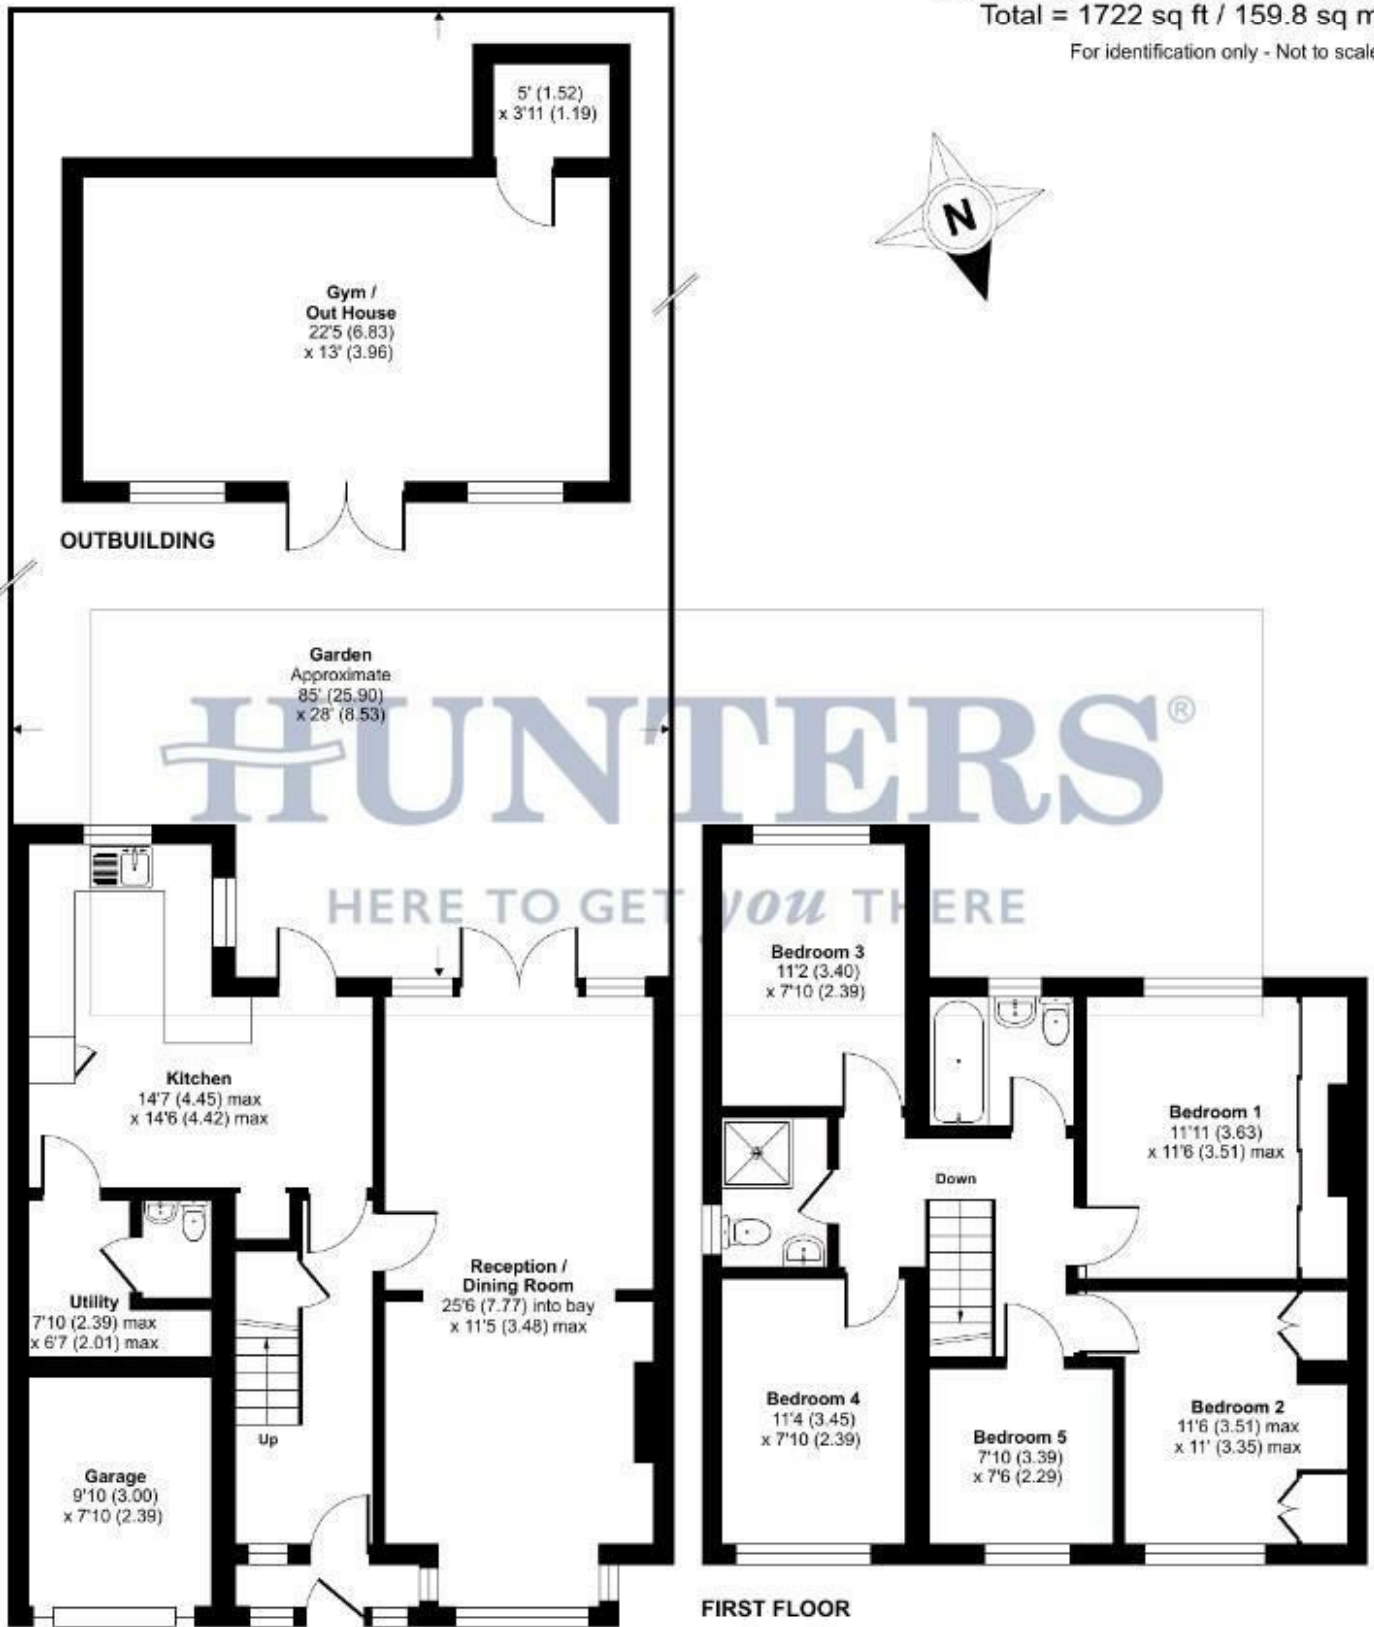 Total = 1722 sq ft / 159.8 sq m
For identification only - Not to scale
5' (1.52)
x 3'11 (1.19)
N
Gym /
Out House
22'5 (6.83)
x 13' (3.96)
OUTBUILDING
Garden
Approximate
85' (25.90)
x 28' (8.53)
HUNTERS®
HERE TO GET you THERE
Kitchen
14'7 (4.45) max
x 14'6 (4.42) max
Utility
7'10 (2.39) max
x 6'7 (2.01) max
Reception /
Dining Room
25'6 (7.77) into bay
x 11'5 (3.48) max
Up
Garage
9'10 (3.00)
x 7'10 (2.39)
Bedroom 3
11'2 (3.40)
x 7'10 (2.39)
Bedroom 1
11'11 (3.63)
x 11'6 (3.51) max
Down
Bedroom 4
11'4 (3.45)
x 7'10 (2.39)
Bedroom 5
7'10 (3.39)
x 7'6 (2.29)
Bedroom 2
11'6 (3.51) max
x 11' (3.35) max
FIRST FLOOR